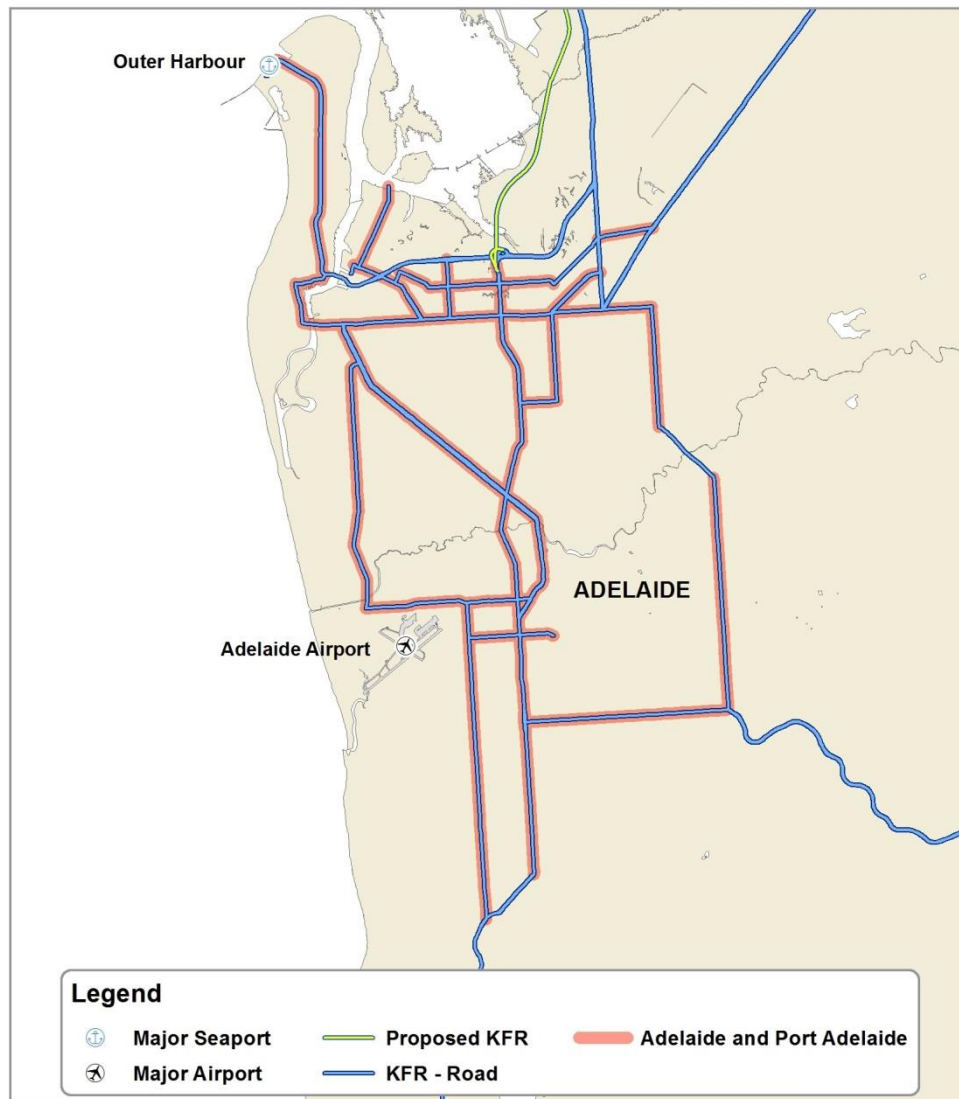 Outer Harbour
ADELAIDE
Adelaide Airport
Legend
Major Seaport
Proposed KFR
Adelaide and Port Adelaide
Major Airport
KFR - Road